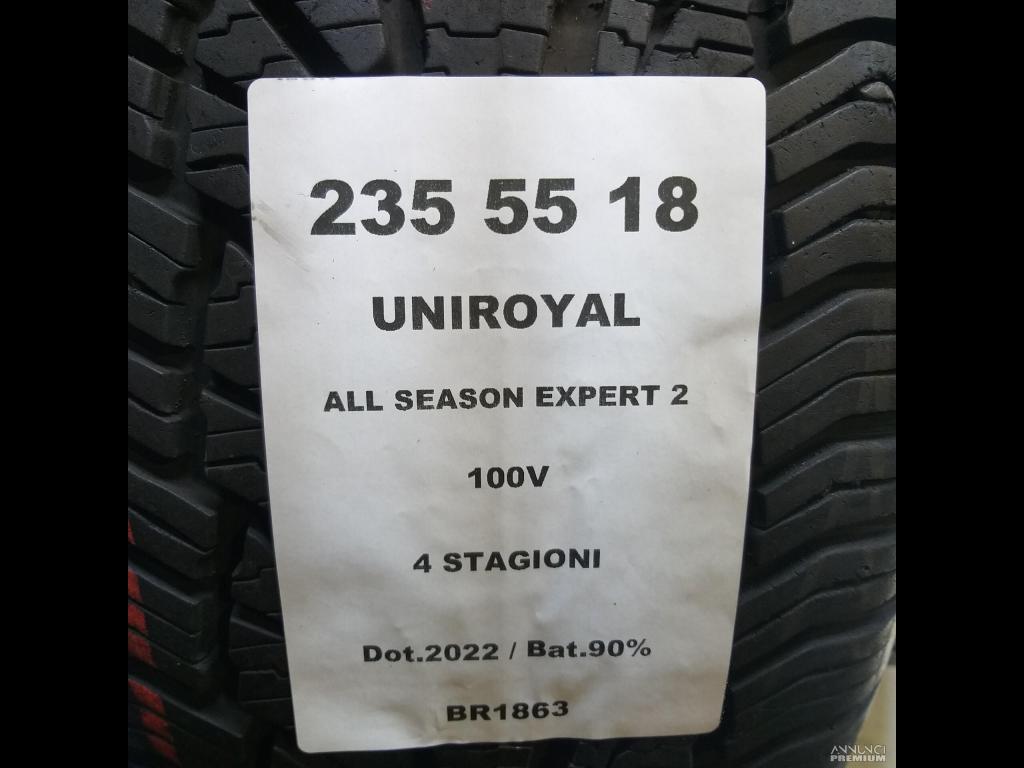 235 55 18
UNIROYAL
ALL SEASON EXPERT 2
100V
4 STAGIONI
Dot.2022 / Bat.90%
BR1863
ANNUNCI
PREMIUM